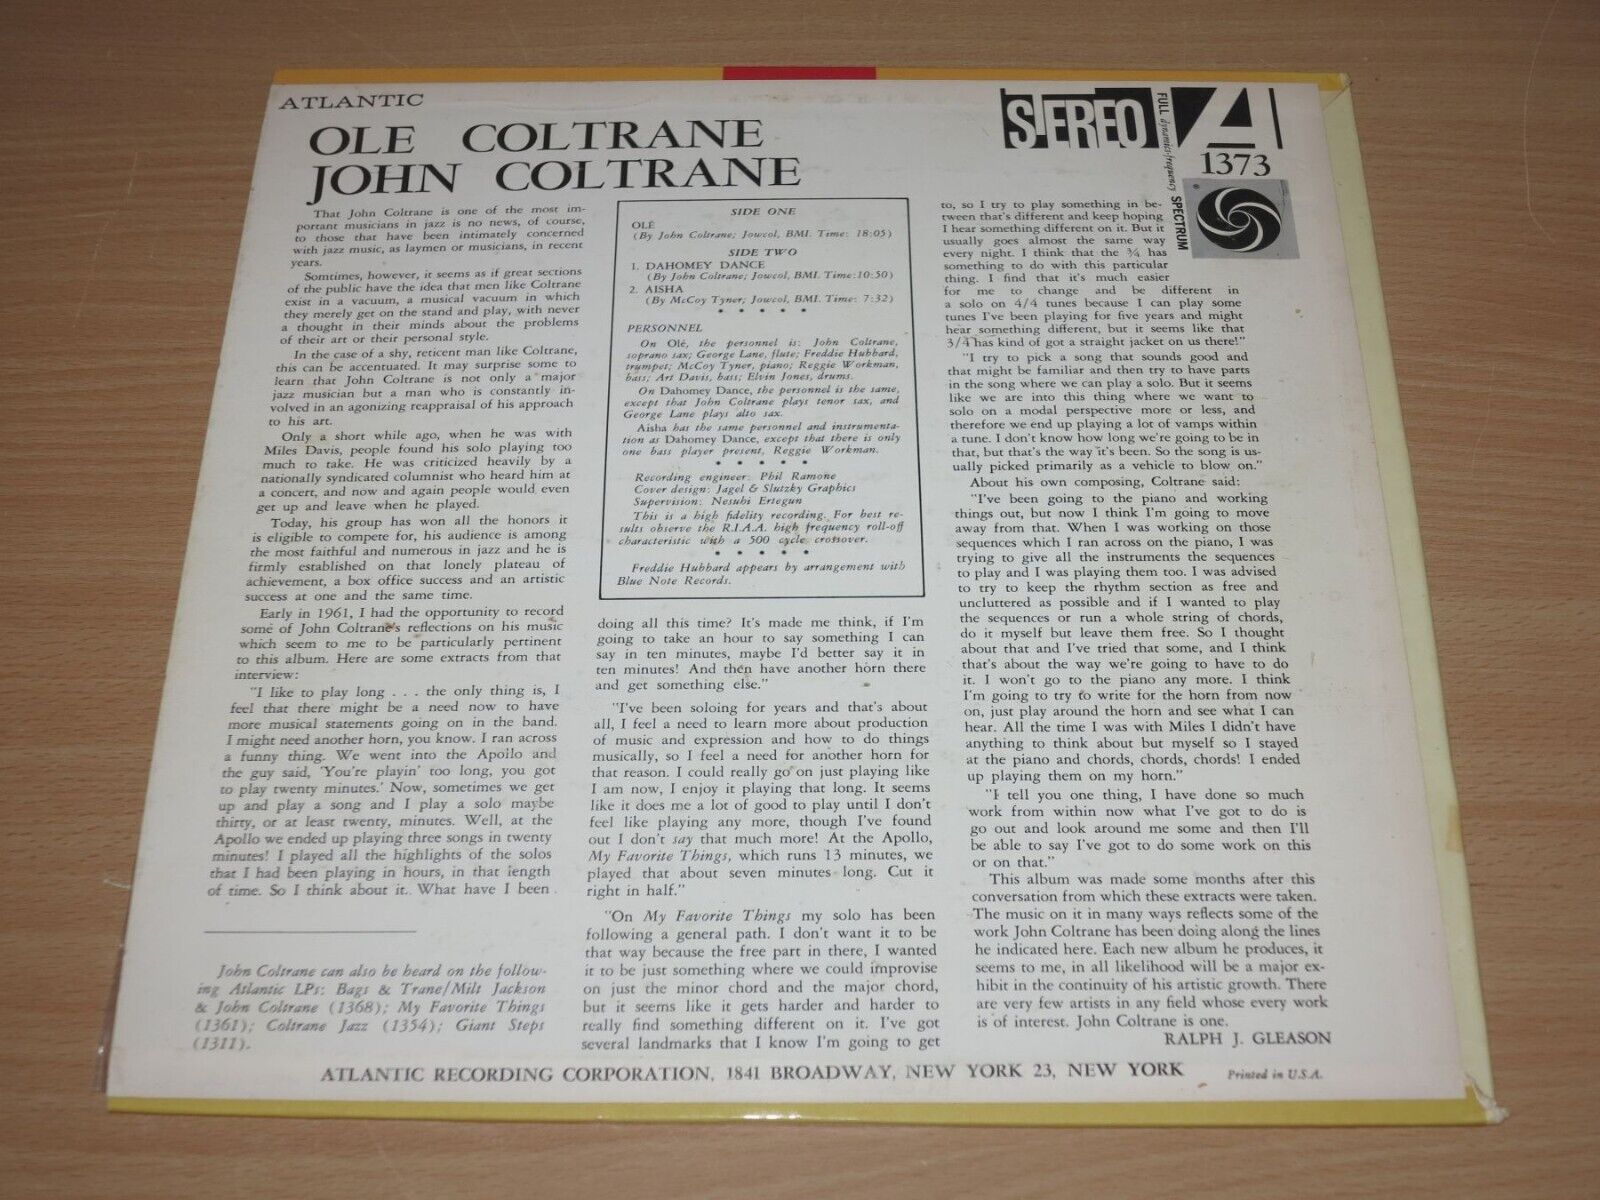 ATLANTIC
OLE COLTRANE
JOHN COLTRANE
STEREO
FULL dynamics-frequency SPECTRUM
A
1373
That John Coltrane is one of the most im-
portant musicians in jazz is no news, of course,
to those that have been intimately concerned
with jazz music, as laymen or musicians, in recent
years.
Somtimes, however, it seems as if great sections
of the public have the idea that men like Coltrane
exist in a vacuum, a musical vacuum in which
they merely get on the stand and play, with never
a thought in their minds about the problems
of their art or their personal style.
In the case of a shy, reticent man like Coltrane,
this can be accentuated. It may surprise some to
learn that John Coltrane is not only a major
jazz musician but a man who is constantly in-
volved in an agonizing reappraisal of his approach
to his art.
Only a short while ago, when he was with
Miles Davis, people found his solo playing too
much to take. He was criticized heavily by a
nationally syndicated columnist who heard him at
a concert, and now and again people would even
get up and leave when he played.
Today, his group has won all the honors it
is eligible to compete for, his audience is among
the most faithful and numerous in jazz and he is
firmly established on that lonely plateau of
achievement, a box office success and an artistic
success at one and the same time.
Early in 1961, I had the opportunity to record
some of John Coltrane's reflections on his music
which seem to me to be particularly pertinent
to this album. Here are some extracts from that
interview:
"I like to play long . . . the only thing is, I
feel that there might be a need now to have
more musical statements going on in the band.
I might need another horn, you know. I ran across
a funny thing. We went into the Apollo and
the guy said, 'You're playin' too long, you got
to play twenty minutes.' Now, sometimes we get
up and play a song and I play a solo maybe
thirty, or at least twenty, minutes. Well, at the
Apollo we ended up playing three songs in twenty
minutes! I played all the highlights of the solos
that I had been playing in hours, in that length
of time. So I think about it. What have I been
John Coltrane can also be heard on the follow-
ing Atlantic LPs: Bags & Trane/Milt Jackson
& John Coltrane (1368); My Favorite Things
(1361); Coltrane Jazz (1354); Giant Steps
(1311).
SIDE ONE
OLÉ
(By John Coltrane; Jowcol, BMI. Time: 18:05)
SIDE TWO
1. DAHOMEY DANCE
(By John Coltrane; Jowcol, BMI. Time:10:50)
2. AISHA
(By McCoy Tyner; Jowcol, BMI. Time: 7:32)
* * * * *
PERSONNEL
On Olé, the personnel is: John Coltrane,
soprano sax; George Lane, flute; Freddie Hubbard,
trumpet; McCoy Tyner, piano; Reggie Workman,
bass; Art Davis, bass; Elvin Jones, drums.
On Dahomey Dance, the personnel is the same,
except that John Coltrane plays tenor sax, and
George Lane plays alto sax.
Aisha has the same personnel and instrumenta-
tion as Dahomey Dance, except that there is only
one bass player present, Reggie Workman.
* * * * *
Recording engineer: Phil Ramone
Cover design: Jagel & Slutzky Graphics
Supervision: Nesuhi Ertegun
This is a high fidelity recording. For best re-
sults observe the R.I.A.A. high frequency roll-off
characteristic with a 500 cycle crossover.
* * * * *
Freddie Hubbard appears by arrangement with
Blue Note Records.
doing all this time? It's made me think, if I'm
going to take an hour to say something I can
say in ten minutes, maybe I'd better say it in
ten minutes! And then have another horn there
and get something else."
"I've been soloing for years and that's about
all, I feel a need to learn more about production
of music and expression and how to do things
musically, so I feel a need for another horn for
that reason. I could really go on just playing like
I am now, I enjoy it playing that long. It seems
like it does me a lot of good to play until I don't
feel like playing any more, though I've found
out I don't say that much more! At the Apollo,
My Favorite Things, which runs 13 minutes, we
played that about seven minutes long. Cut it
right in half."
"On My Favorite Things my solo has been
following a general path. I don't want it to be
that way because the free part in there, I wanted
it to be just something where we could improvise
on just the minor chord and the major chord,
but it seems like it gets harder and harder to
really find something different on it. I've got
several landmarks that I know I'm going to get
to, so I try to play something in be-
tween that's different and keep hoping
I hear something different on it. But it
usually goes almost the same way
every night. I think that the ¾ has
something to do with this particular
thing. I find that it's much easier
for me to change and be different in
a solo on 4/4 tunes because I can play some
tunes I've been playing for five years and might
hear something different, but it seems like that
3/4 has kind of got a straight jacket on us there!"
"I try to pick a song that sounds good and
that might be familiar and then try to have parts
in the song where we can play a solo. But it seems
like we are into this thing where we want to
solo on a modal perspective more or less, and
therefore we end up playing a lot of vamps within
a tune. I don't know how long we're going to be in
that, but that's the way it's been. So the song is us-
ually picked primarily as a vehicle to blow on."
About his own composing, Coltrane said:
"I've been going to the piano and working
things out, but now I think I'm going to move
away from that. When I was working on those
sequences which I ran across on the piano, I was
trying to give all the instruments the sequences
to play and I was playing them too. I was advised
to try to keep the rhythm section as free and
uncluttered as possible and if I wanted to play
the sequences or run a whole string of chords,
do it myself but leave them free. So I thought
about that and I've tried that some, and I think
that's about the way we're going to have to do
it. I won't go to the piano any more. I think
I'm going to try to write for the horn from now
on, just play around the horn and see what I can
hear. All the time I was with Miles I didn't have
anything to think about but myself so I stayed
at the piano and chords, chords, chords! I ended
up playing them on my horn."
"I tell you one thing, I have done so much
work from within now what I've got to do is
go out and look around me some and then I'll
be able to say I've got to do some work on this
or on that."
This album was made some months after this
conversation from which these extracts were taken.
The music on it in many ways reflects some of the
work John Coltrane has been doing along the lines
he indicated here. Each new album he produces, it
seems to me, in all likelihood will be a major ex-
hibit in the continuity of his artistic growth. There
are very few artists in any field whose every work
is of interest. John Coltrane is one.
RALPH J. GLEASON
ATLANTIC RECORDING CORPORATION, 1841 BROADWAY, NEW YORK 23, NEW YORK
Printed in U.S.A.